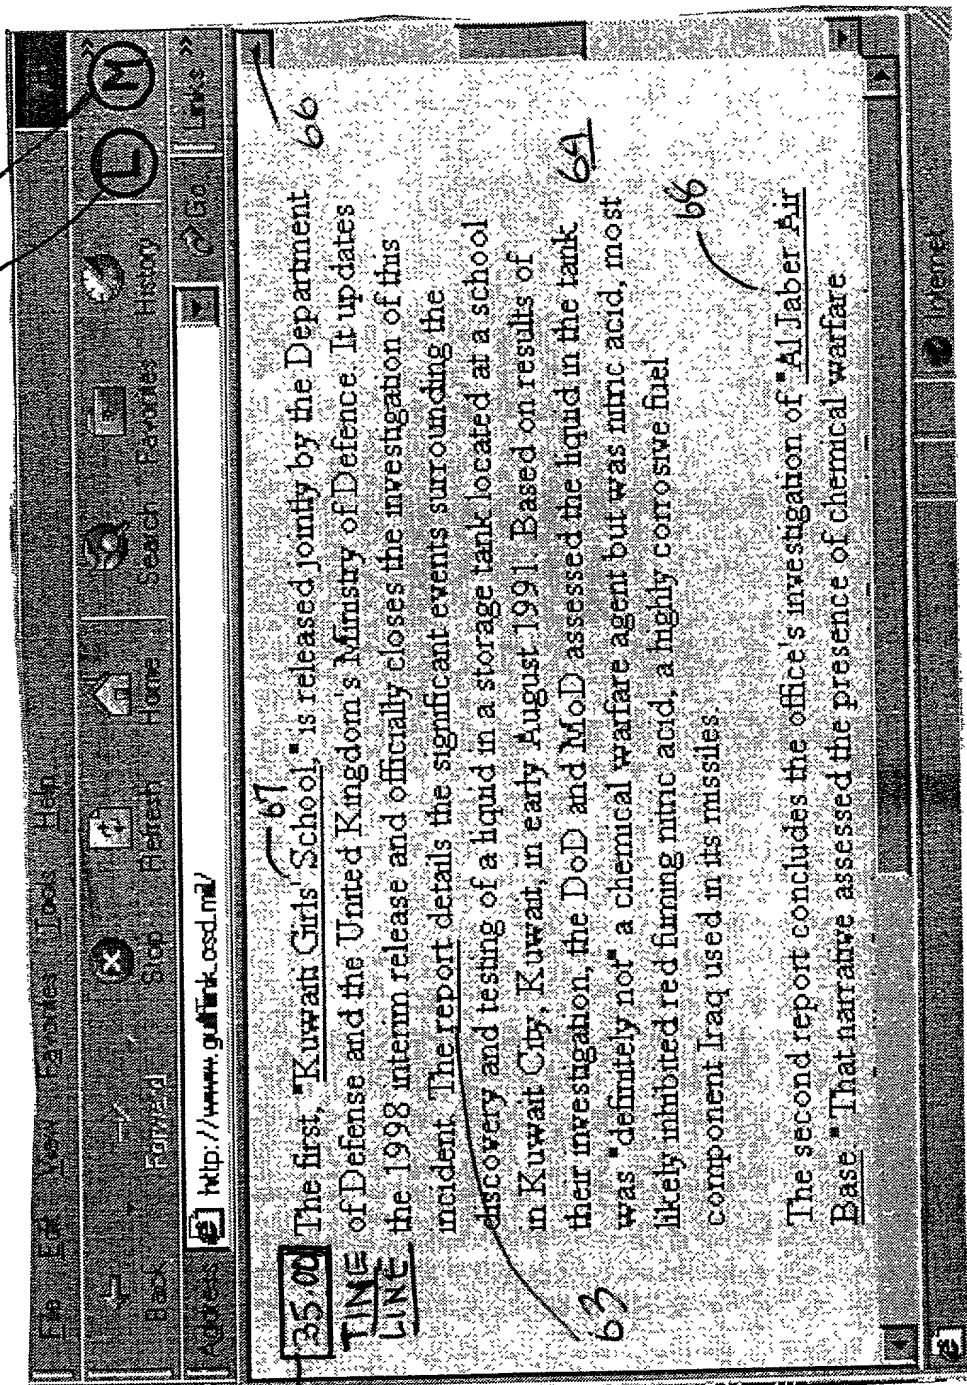 File Edit View Favorites Tools Help
Back Forward Stop Refresh Home Search Favorites History L M »
Address http://www.gulflink.osd.mil/ Go Links »
35:00
TIME
LINE
67
66
The first, "Kuwaiti Girls' School," is released jointly by the Department
of Defense and the United Kingdom's Ministry of Defence. It updates
the 1998 interim release and officially closes the investigation of this
incident. The report details the significant events surrounding the
discovery and testing of a liquid in a storage tank located at a school
in Kuwait City, Kuwait, in early August 1991. Based on results of
their investigation, the DoD and MoD assessed the liquid in the tank
was "definitely not" a chemical warfare agent but was nitric acid, most
likely inhibited red fuming nitric acid, a highly corrosive fuel
component Iraq used in its missiles.
63
64
68
The second report concludes the office's investigation of "Al Jaber Air
Base." That narrative assessed the presence of chemical warfare
Internet